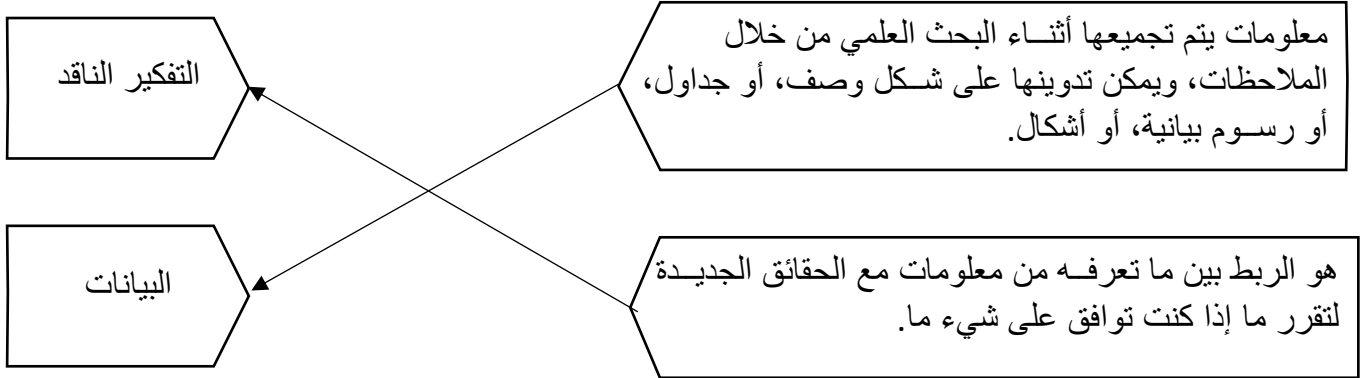 معلومات يتم تجميعها أثناء البحث العلمي من خلال
الملاحظات، ويمكن تدوينها على شكل وصف، أو جداول،
أو رسوم بيانية، أو أشكال.
التفكير الناقد
هو الربط بين ما تعرفه من معلومات مع الحقائق الجديدة
لتقرر ما إذا كنت توافق على شيء ما.
البيانات